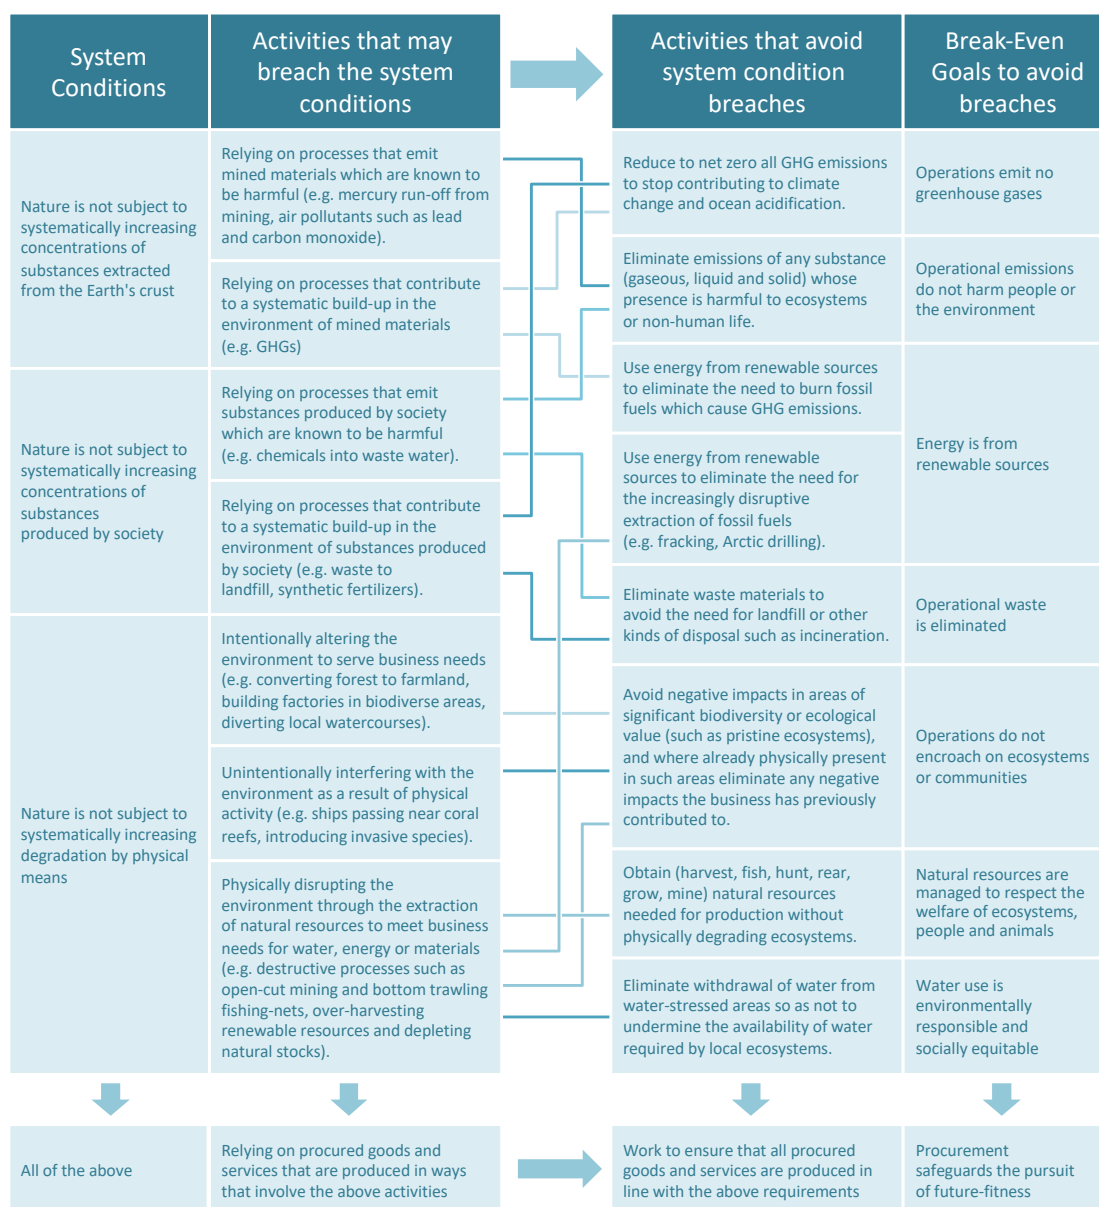 System
Conditions
Activities that may
breach the system
conditions
Activities that avoid
system condition
breaches
Break-Even
Goals to avoid
breaches
Nature is not subject to
systematically increasing
concentrations of
substances extracted
from the Earth's crust
Relying on processes that emit
mined materials which are known to
be harmful (e.g. mercury run-off from
mining, air pollutants such as lead
and carbon monoxide).
Relying on processes that contribute
to a systematic build-up in the
environment of mined materials
(e.g. GHGs)
Nature is not subject to
systematically increasing
concentrations of
substances
produced by society
Relying on processes that emit
substances produced by society
which are known to be harmful
(e.g. chemicals into waste water).
Relying on processes that contribute
to a systematic build-up in the
environment of substances produced
by society (e.g. waste to
landfill, synthetic fertilizers).
Nature is not subject to
systematically increasing
degradation by physical
means
Intentionally altering the
environment to serve business needs
(e.g. converting forest to farmland,
building factories in biodiverse areas,
diverting local watercourses).
Unintentionally interfering with the
environment as a result of physical
activity (e.g. ships passing near coral
reefs, introducing invasive species).
Physically disrupting the
environment through the extraction
of natural resources to meet business
needs for water, energy or materials
(e.g. destructive processes such as
open-cut mining and bottom trawling
fishing-nets, over-harvesting
renewable resources and depleting
natural stocks).
Reduce to net zero all GHG emissions
to stop contributing to climate
change and ocean acidification.
Operations emit no
greenhouse gases
Eliminate emissions of any substance
(gaseous, liquid and solid) whose
presence is harmful to ecosystems
or non-human life.
Operational emissions
do not harm people or
the environment
Use energy from renewable sources
to eliminate the need to burn fossil
fuels which cause GHG emissions.
Use energy from renewable
sources to eliminate the need for
the increasingly disruptive
extraction of fossil fuels
(e.g. fracking, Arctic drilling).
Energy is from
renewable sources
Eliminate waste materials to
avoid the need for landfill or other
kinds of disposal such as incineration.
Operational waste
is eliminated
Avoid negative impacts in areas of
significant biodiversity or ecological
value (such as pristine ecosystems),
and where already physically present
in such areas eliminate any negative
impacts the business has previously
contributed to.
Operations do not
encroach on ecosystems
or communities
Obtain (harvest, fish, hunt, rear,
grow, mine) natural resources
needed for production without
physically degrading ecosystems.
Natural resources are
managed to respect the
welfare of ecosystems,
people and animals
Eliminate withdrawal of water from
water-stressed areas so as not to
undermine the availability of water
required by local ecosystems.
Water use is
environmentally
responsible and
socially equitable
All of the above
Relying on procured goods and
services that are produced in ways
that involve the above activities
Work to ensure that all procured
goods and services are produced in
line with the above requirements
Procurement
safeguards the pursuit
of future-fitness